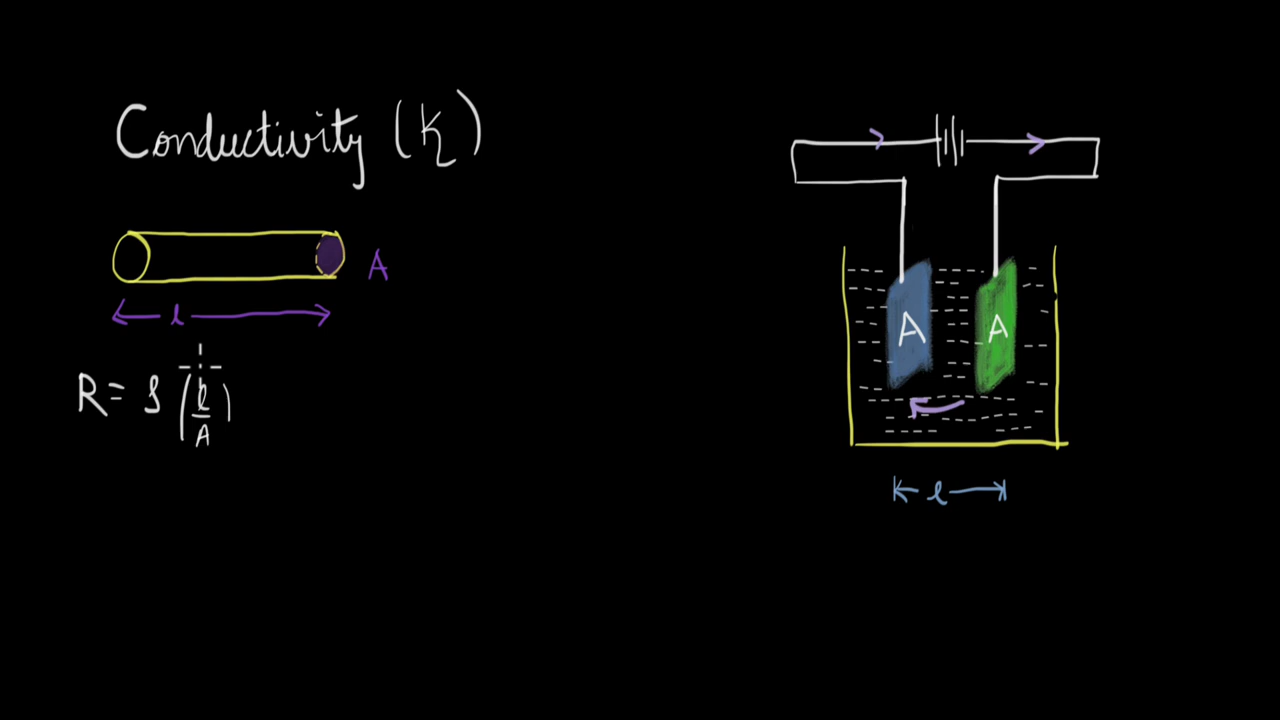 Conductivity (K)
A
l
R = ρ (l/A)
A A
l